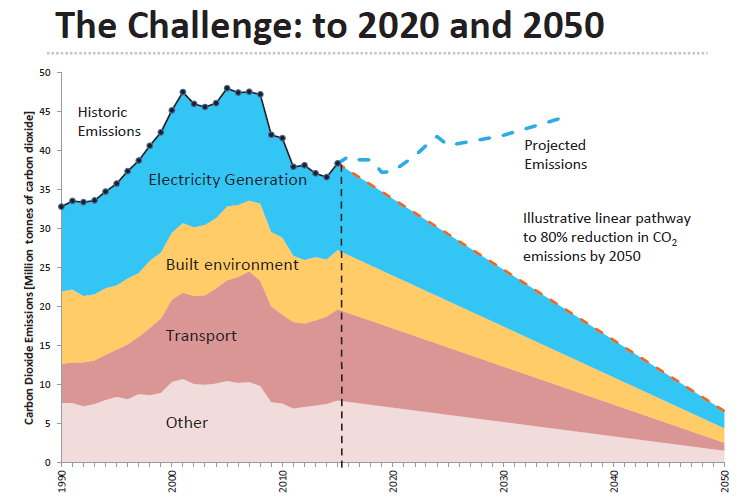 The Challenge: to 2020 and 2050
Carbon Dioxide Emissions [Million tonnes of carbon dioxide]
50
45
40
35
30
25
20
15
10
5
0
Historic
Emissions
Electricity Generation
Built environment
Transport
Other
Projected
Emissions
Illustrative linear pathway
to 80% reduction in CO2
emissions by 2050
1990
2000
2010
2020
2030
2040
2050